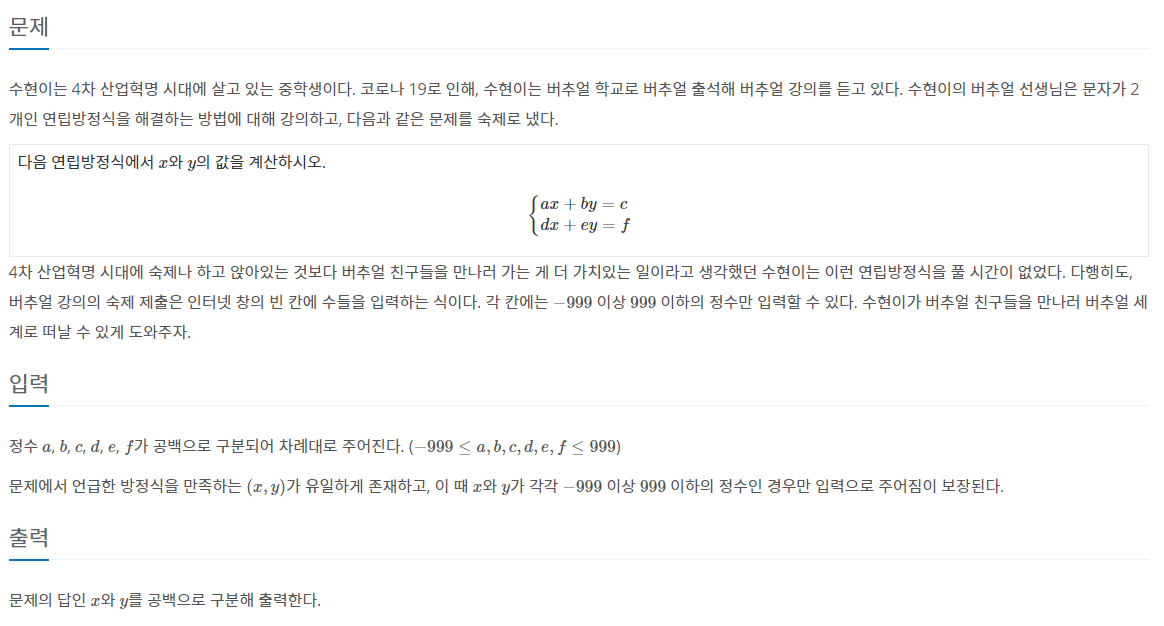 문제
수현이는 4차 산업혁명 시대에 살고 있는 중학생이다. 코로나 19로 인해, 수현이는 버추얼 학교로 버추얼 출석해 버추얼 강의를 듣고 있다. 수현이의 버추얼 선생님은 문자가 2
개인 연립방정식을 해결하는 방법에 대해 강의하고, 다음과 같은 문제를 숙제로 냈다.
다음 연립방정식에서 x와 y의 값을 계산하시오.
{ax + by = c
dx + ey = f
4차 산업혁명 시대에 숙제나 하고 앉아있는 것보다 버추얼 친구들을 만나러 가는 게 더 가치있는 일이라고 생각했던 수현이는 이런 연립방정식을 풀 시간이 없었다. 다행히도,
버추얼 강의의 숙제 제출은 인터넷 창의 빈 칸에 수들을 입력하는 식이다. 각 칸에는 −999 이상 999 이하의 정수만 입력할 수 있다. 수현이가 버추얼 친구들을 만나러 버추얼 세
계로 떠날 수 있게 도와주자.
입력
정수 a, b, c, d, e, f가 공백으로 구분되어 차례대로 주어진다. (−999 ≤ a, b, c, d, e, f ≤ 999)
문제에서 언급한 방정식을 만족하는 (x, y)가 유일하게 존재하고, 이 때 x와 y가 각각 −999 이상 999 이하의 정수인 경우만 입력으로 주어짐이 보장된다.
출력
문제의 답인 x와 y를 공백으로 구분해 출력한다.